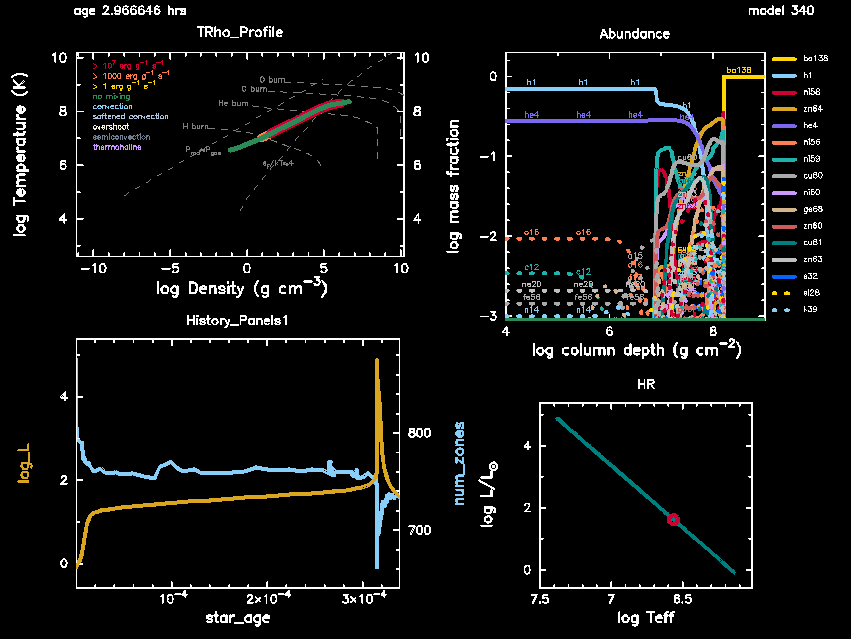 age 2.966646 hrs
model 340
TRho_Profile
log Temperature (K)
10
8
6
4
> 10⁷ erg g⁻¹ s⁻¹
> 1000 erg g⁻¹ s⁻¹
> 1 erg g⁻¹ s⁻¹
no mixing
convection
softened convection
overshoot
semiconvection
thermohaline
O burn
C burn
He burn
H burn
10
8
6
4
−10
−5
0
5
10
log Density (g cm⁻³)
Abundance
log mass fraction
0
−1
−2
−3
h1 h1 h1
h1
he4 he4 he4
ba138
cu60
o16 o16
c12 c12
ne20 ne20
fe56 fe56
n14 n14
4
6
8
log column depth (g cm⁻²)
ba138
h1
ni58
zn64
he4
ni56
ni59
cu60
ni60
ge68
zn60
cu61
zn63
s32
si28
k39
History_Panels1
log_L
4
2
0
800
700
num_zones
10⁻⁴
2×10⁻⁴
3×10⁻⁴
star_age
HR
log L/L☉
4
2
0
7.5
7
6.5
log Teff